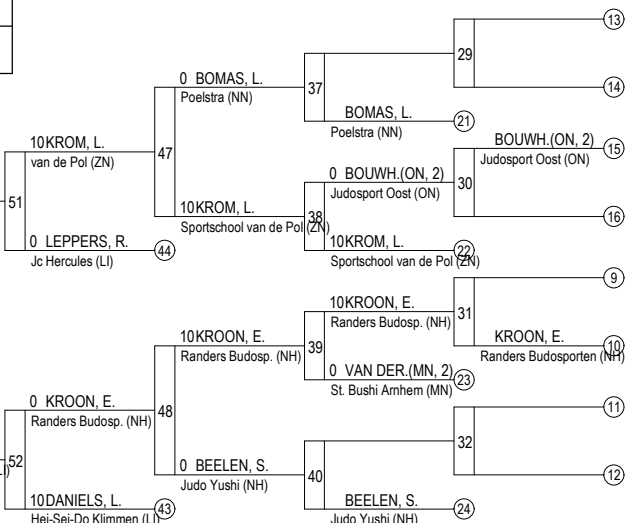 13
29
0 BOMAS, L.
Poelstra (NN)
37
14
BOMAS, L.
Poelstra (NN)
21
10KROM, L.
van de Pol (ZN)
47
BOUWH.(ON, 2)
Judosport Oost (ON)
15
0 BOUWH.(ON, 2)
Judosport Oost (ON)
30
51
10KROM, L.
Sportschool van de Pol (ZN)
38
16
0 LEPPERS, R.
Jc Hercules (LI)
44
10KROM, L.
Sportschool van de Pol (ZN)
22
9
10KROON, E.
Randers Budosp. (NH)
31
10KROON, E.
Randers Budosp. (NH)
39
KROON, E.
Randers Budosporten (NH)
10
0 VAN DER.(MN, 2)
St. Bushi Arnhem (MN)
23
0 KROON, E.
Randers Budosp. (NH)
48
11
32
52
0 BEELEN, S.
Judo Yushi (NH)
40
12
10DANIELS, L.
Hei-Sei-Do Klimmen (LI)
43
BEELEN, S.
Judo Yushi (NH)
24